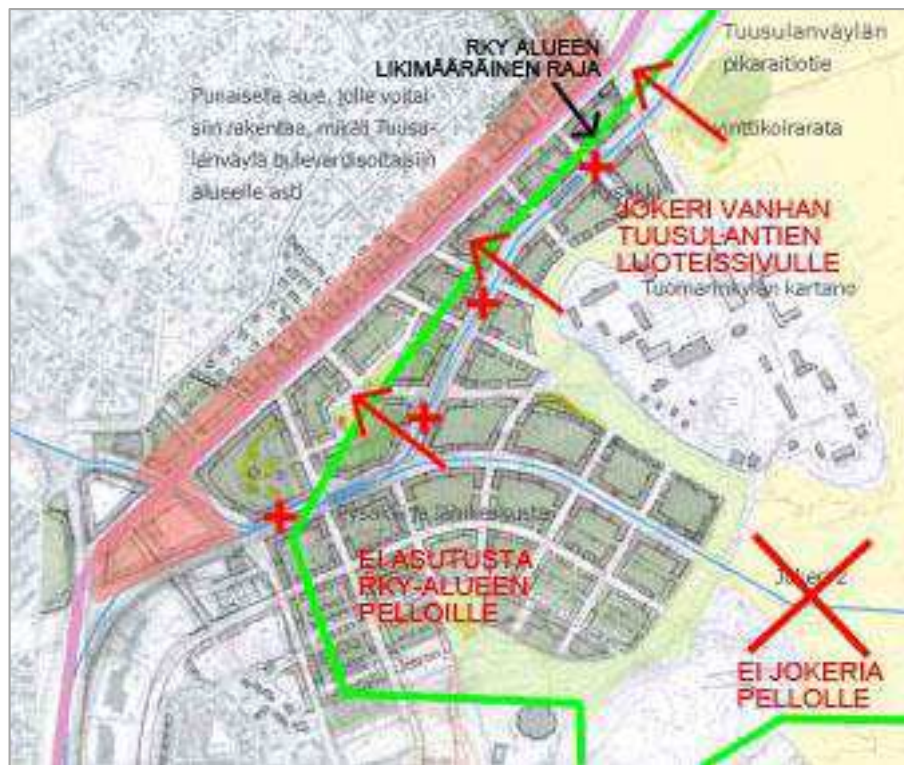 RKY ALUEEN
LIKIMÄÄRÄINEN RAJA
Tuusulanväylän
pikaraitiotie
Punaisella alue, jolle voitai-
siin rakentaa, mikäli Tuusu-
lanväylä bulevardisoitaisiin
alueelle asti
vinttikoirarata
JOKERI VANHAN
TUUSULANTIEN
LUOTEISSIVULLE
Tuomarinkylän kartano
EI ASUTUSTA
RKY-ALUEEN
PELLOILLE
Jokeri 2
EI JOKERIA
PELLOLLE